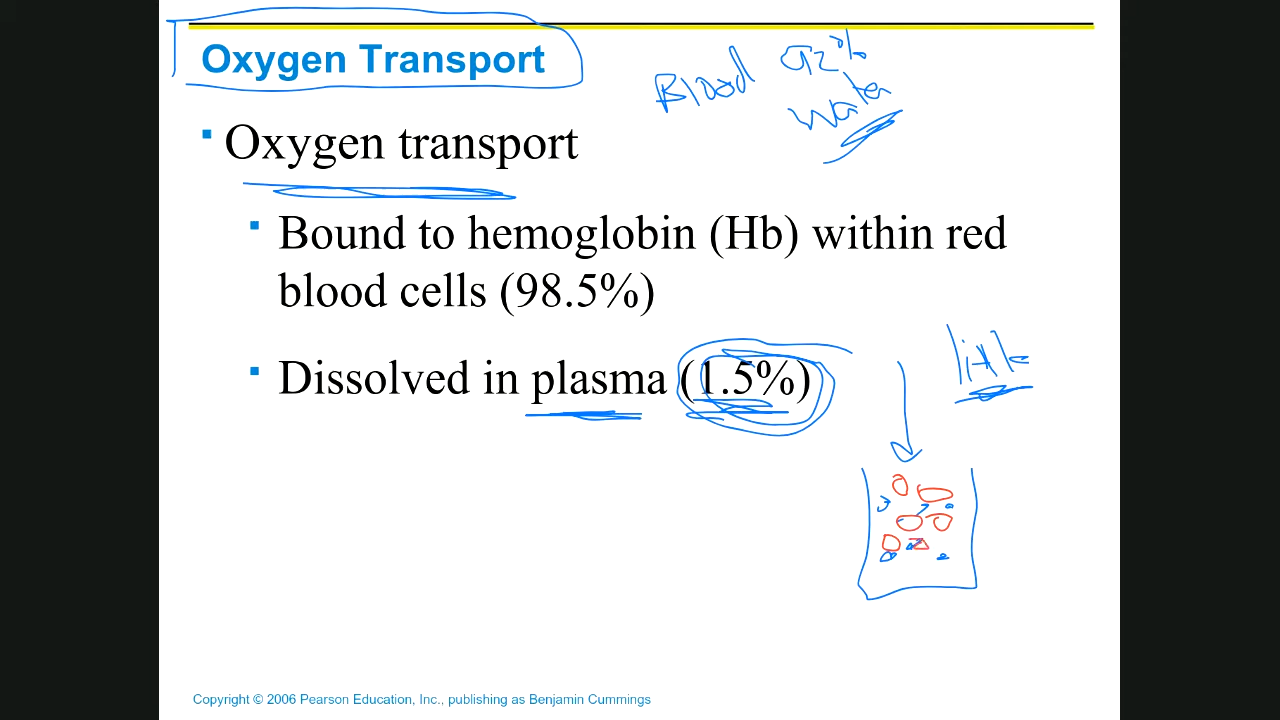 Oxygen Transport
Blood 92%
water
▪ Oxygen transport
▪ Bound to hemoglobin (Hb) within red
blood cells (98.5%)
▪ Dissolved in plasma (1.5%)
little
Copyright © 2006 Pearson Education, Inc., publishing as Benjamin Cummings